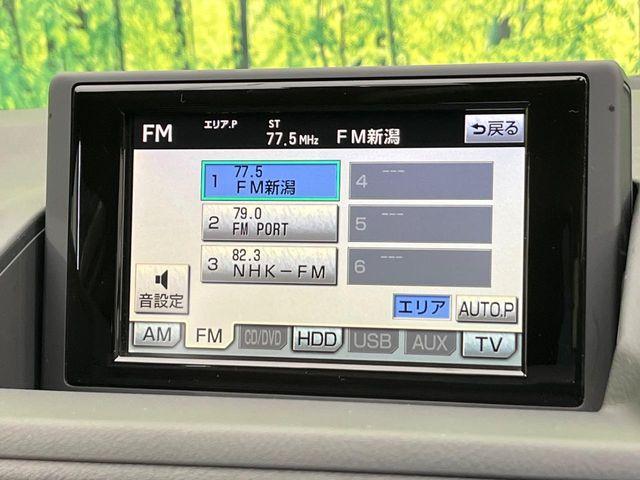 FM エリア.P ST 77.5 MHz FM新潟 戻る
1 77.5 FM新潟
4 ---
2 79.0 FM PORT
5 ---
3 82.3 NHK-FM
6 ---
音設定
エリア AUTO.P
AM FM CD/DVD HDD USB AUX TV